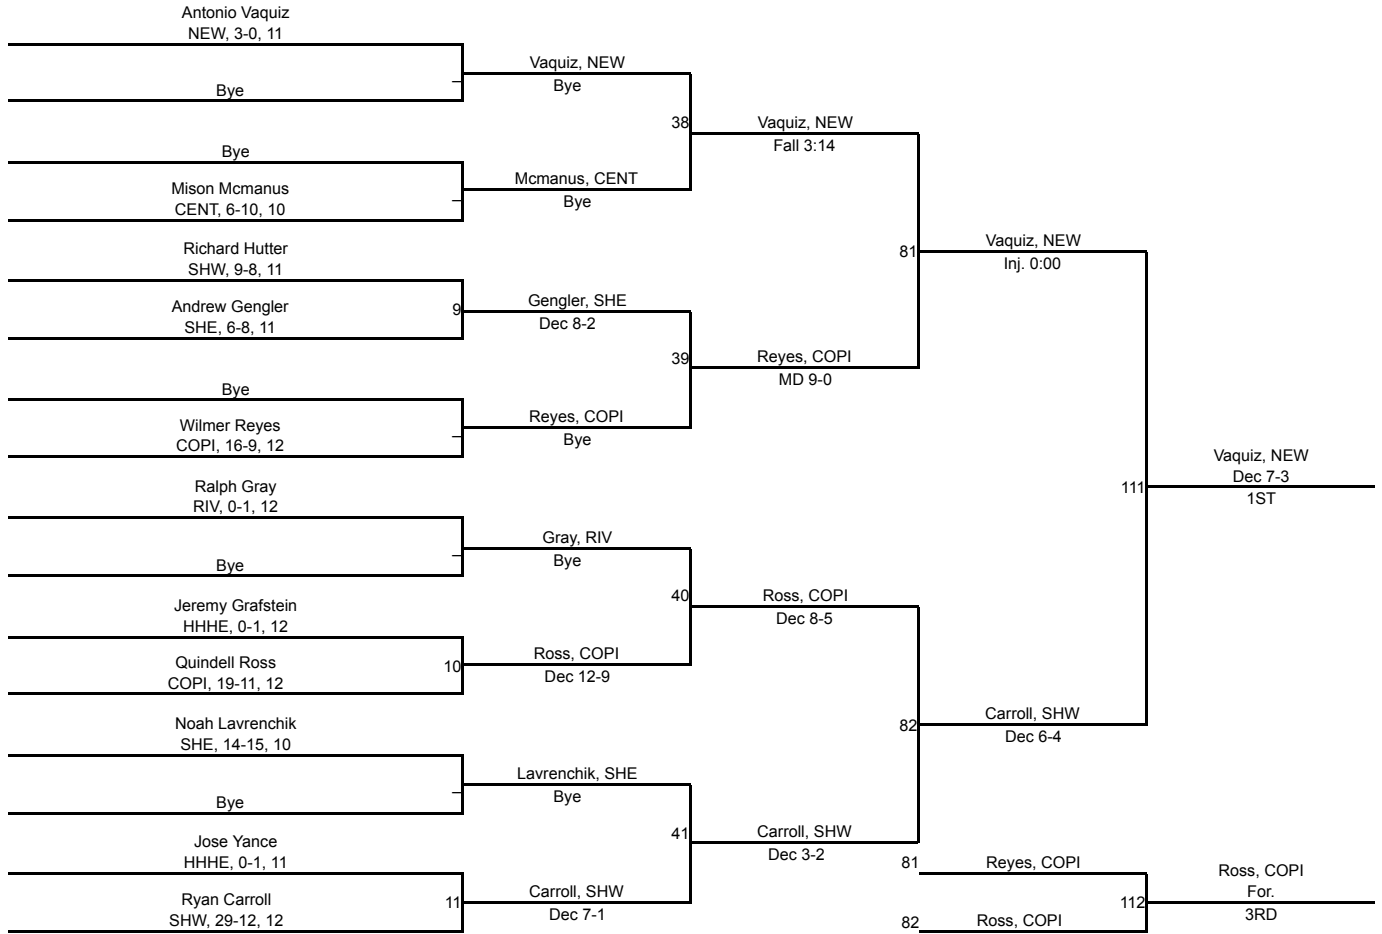 Antonio Vaquiz
NEW, 3-0, 11
Bye
Bye
Mison Mcmanus
CENT, 6-10, 10
Richard Hutter
SHW, 9-8, 11
Andrew Gengler
SHE, 6-8, 11
Bye
Wilmer Reyes
COPI, 16-9, 12
Ralph Gray
RIV, 0-1, 12
Bye
Jeremy Grafstein
HHHE, 0-1, 12
Quindell Ross
COPI, 19-11, 12
Noah Lavrenchik
SHE, 14-15, 10
Bye
Jose Yance
HHHE, 0-1, 11
Ryan Carroll
SHW, 29-12, 12
9
10
11
Vaquiz, NEW
Bye
Mcmanus, CENT
Bye
Gengler, SHE
Dec 8-2
Reyes, COPI
Bye
Gray, RIV
Bye
Ross, COPI
Dec 12-9
Lavrenchik, SHE
Bye
Carroll, SHW
Dec 7-1
38
39
40
41
Vaquiz, NEW
Fall 3:14
Reyes, COPI
MD 9-0
Ross, COPI
Dec 8-5
Carroll, SHW
Dec 3-2
81
82
Vaquiz, NEW
Inj. 0:00
Carroll, SHW
Dec 6-4
111
Vaquiz, NEW
Dec 7-3
1ST
81
Reyes, COPI
82
Ross, COPI
112
Ross, COPI
For.
3RD